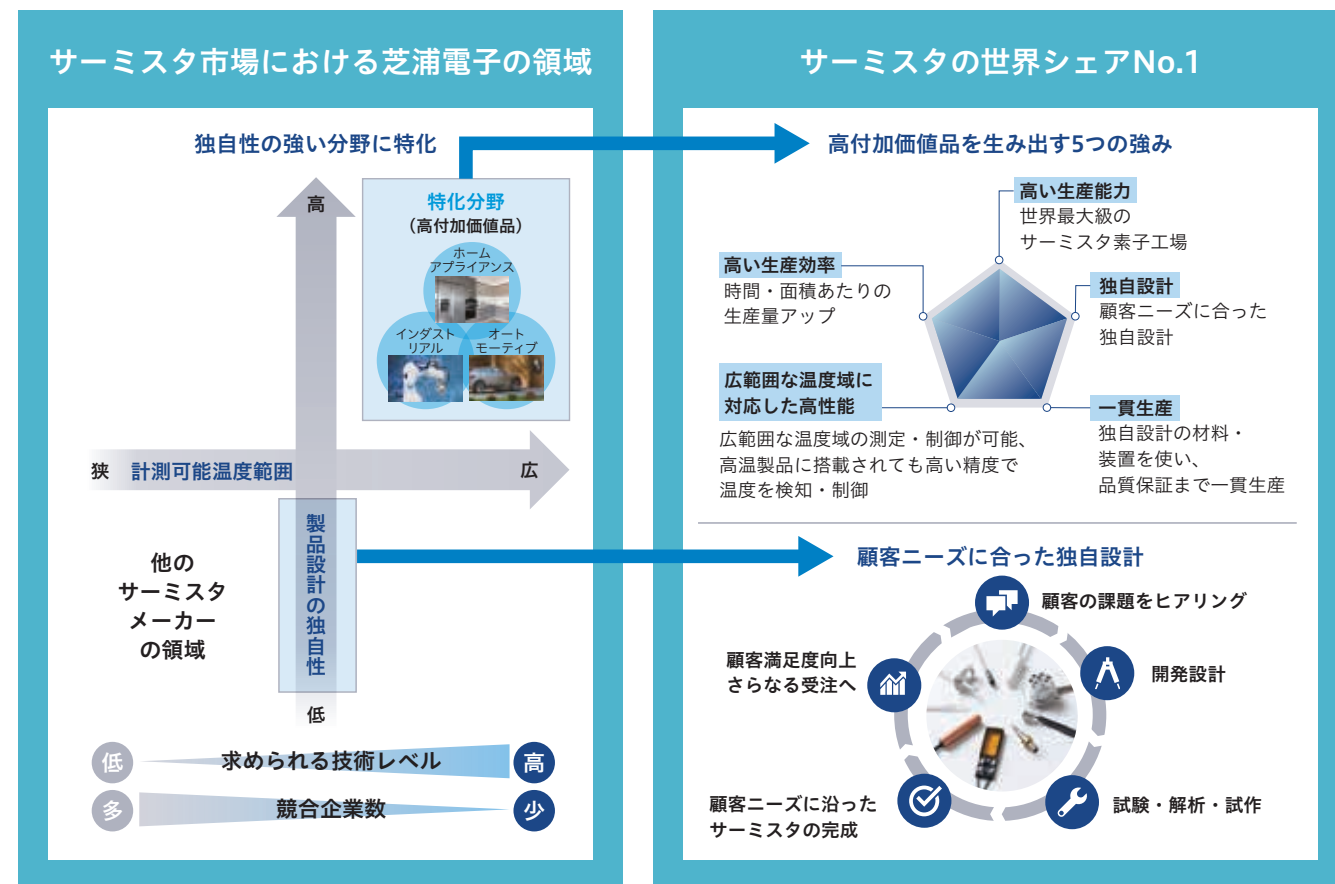 サーミスタ市場における芝浦電子の領域
独自性の強い分野に特化
高
特化分野
(高付加価値品)
ホーム
アプライアンス
インダスト
リアル
オート
モーティブ
狭
計測可能温度範囲
広
製品設計の独自性
他の
サーミスタ
メーカー
の領域
低
低
求められる技術レベル
高
多
競合企業数
少
サーミスタの世界シェアNo.1
高付加価値品を生み出す5つの強み
高い生産能力
世界最大級の
サーミスタ素子工場
高い生産効率
時間・面積あたりの
生産量アップ
独自設計
顧客ニーズに合った
独自設計
広範囲な温度域に
対応した高性能
広範囲な温度域の測定・制御が可能、
高温製品に搭載されても高い精度で
温度を検知・制御
一貫生産
独自設計の材料・
装置を使い、
品質保証まで一貫生産
顧客ニーズに合った独自設計
顧客の課題をヒアリング
開発設計
試験・解析・試作
顧客ニーズに沿った
サーミスタの完成
顧客満足度向上
さらなる受注へ